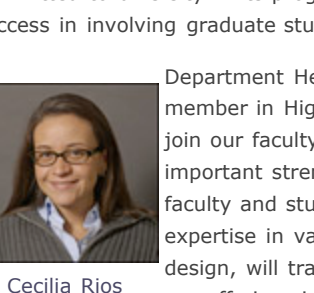 ccess in involving graduate stu
Department He
member in Hig
join our faculty
important stren
faculty and stu
expertise in va
design, will tra
Cecilia Rios